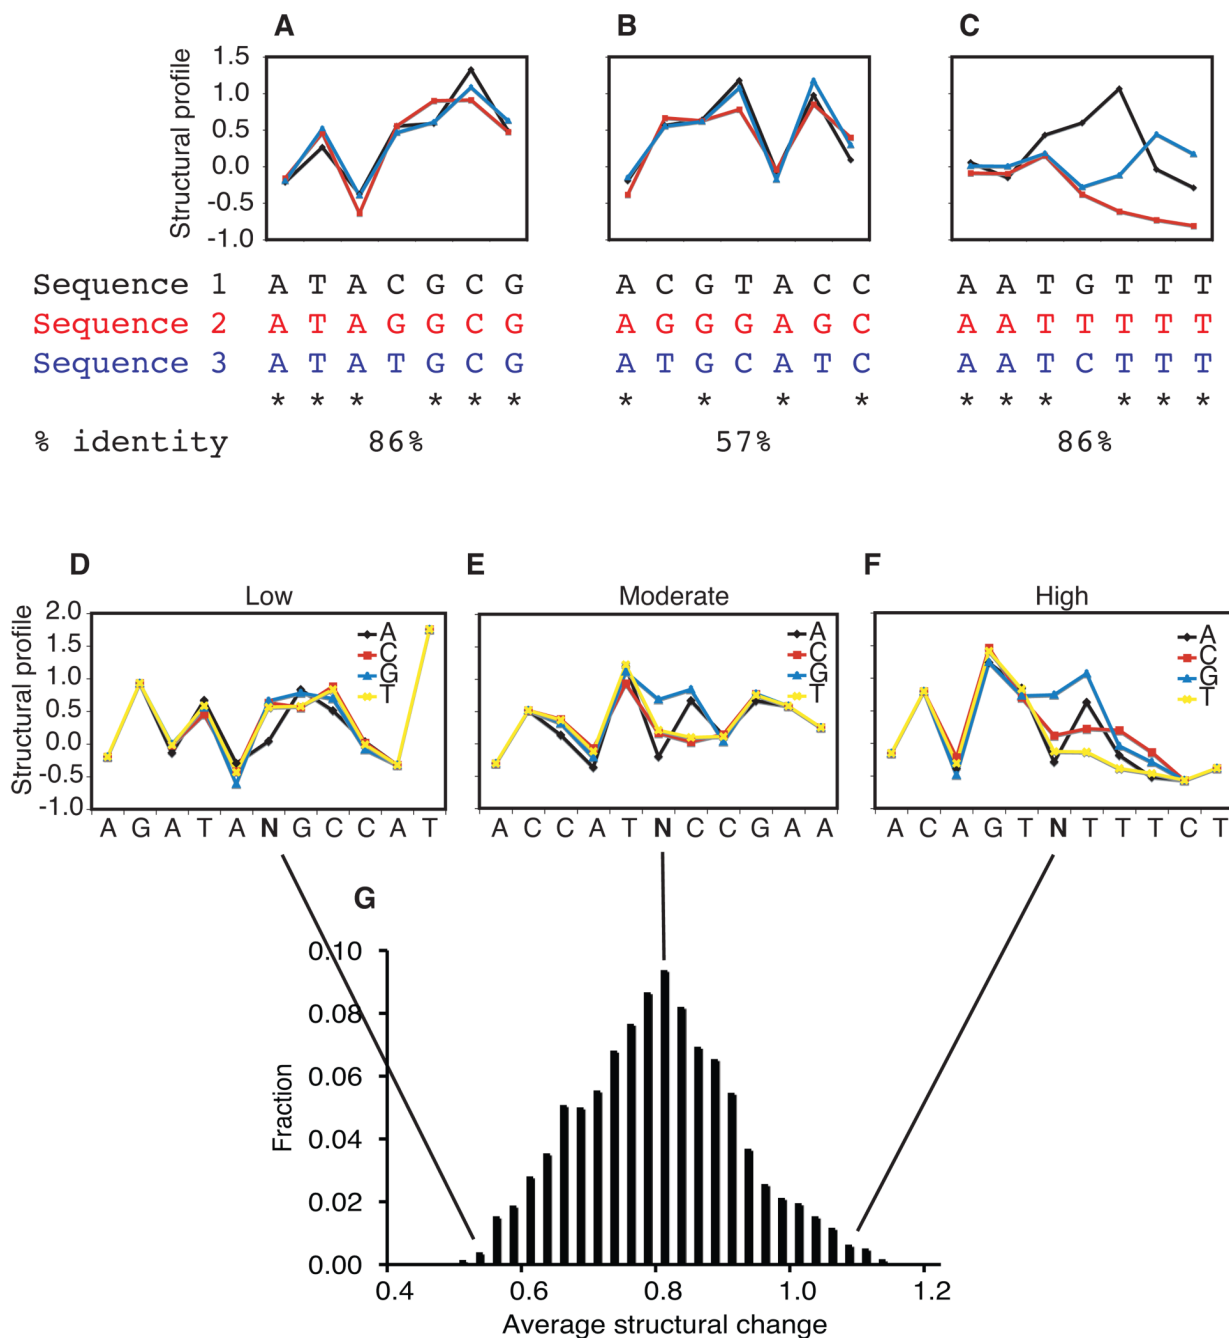 A B C
Structural profile
1.5
1.0
0.5
0.0
-0.5
-1.0
Sequence 1 A T A C G C G A C G T A C C A A T G T T T
Sequence 2 A T A G G C G A G G G A G C A A T T T T T
Sequence 3 A T A T G C G A T G C A T C A A T C T T T
* * * * * * * * * * * * * * * *
% identity 86% 57% 86%
D E F
Low Moderate High
Structural profile
2.0
1.5
1.0
0.5
0.0
-0.5
-1.0
A
C
G
T
A
C
G
T
A
C
G
T
A G A T A N G C C A T A C C A T N C C G A A A C A G T N T T T C T
G
Fraction
0.10
0.08
0.06
0.04
0.02
0.00
0.4 0.6 0.8 1.0 1.2
Average structural change